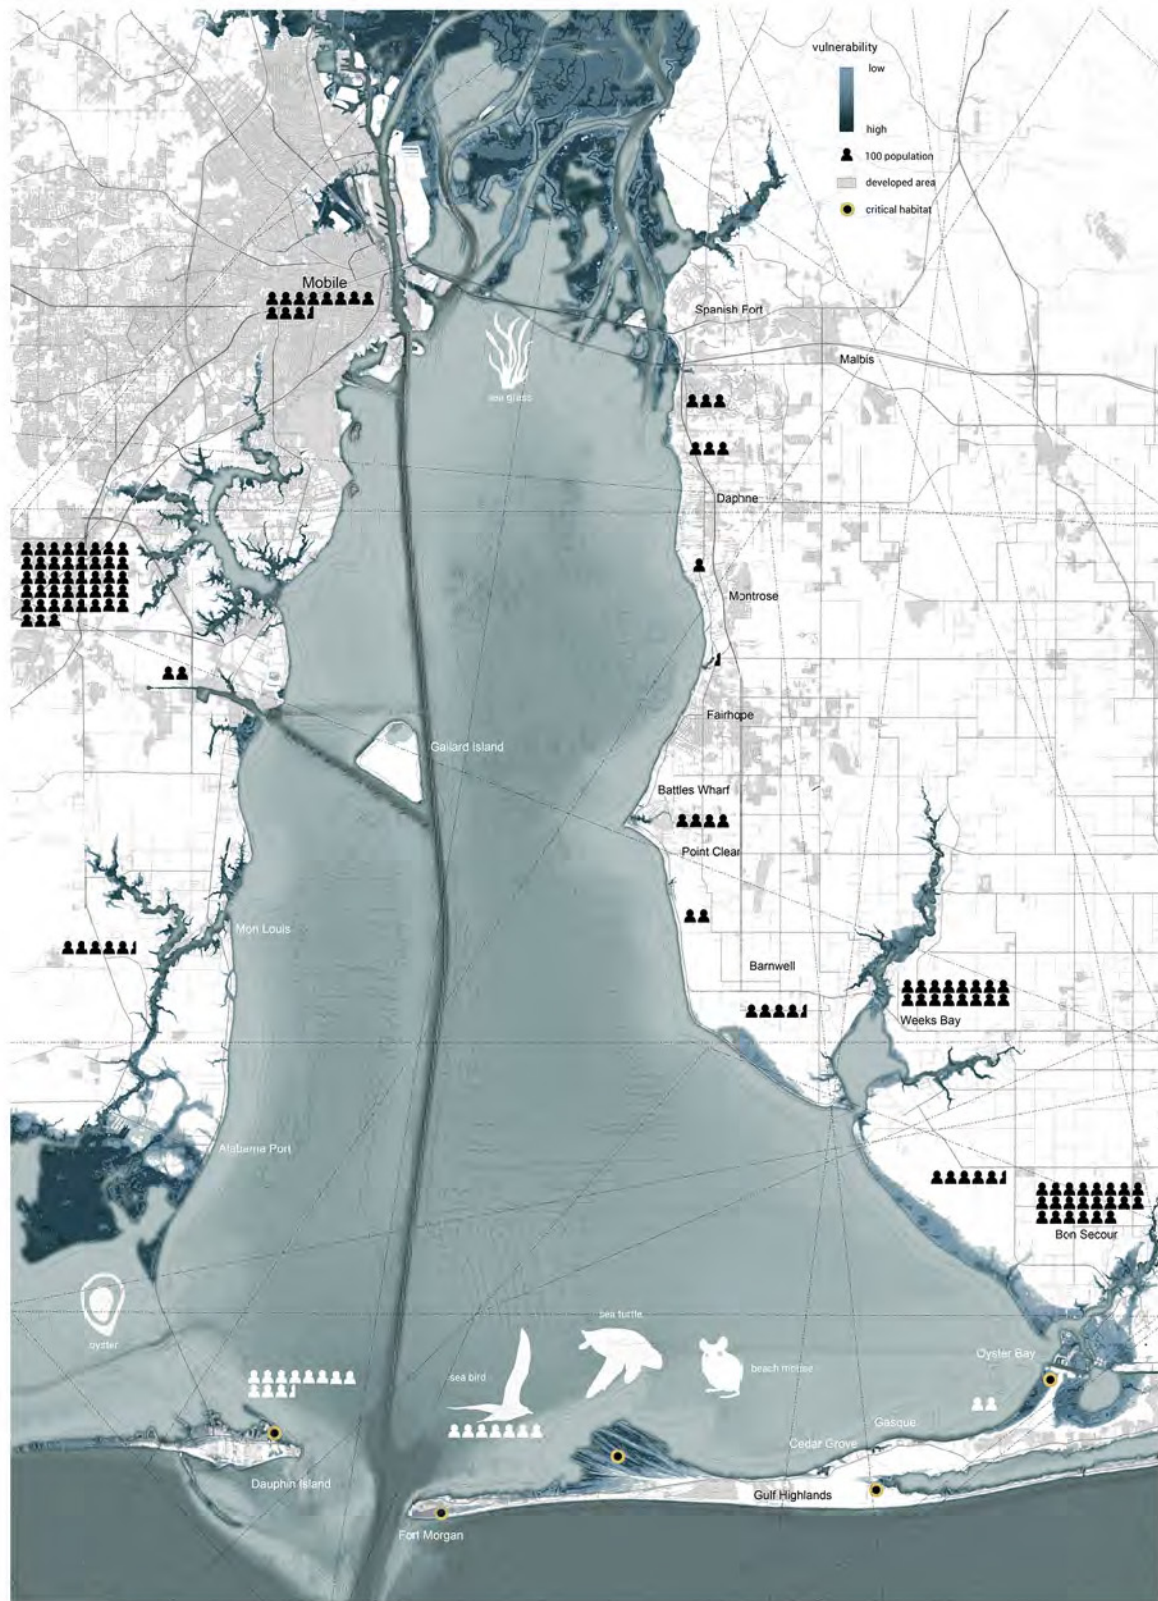 vulnerability
low
high
100 population
developed area
critical habitat
Mobile
Spanish Fort
Malbis
sea grass
Daphne
Montrose
Fairhope
Gaillard Island
Battles Wharf
Point Clear
Mon Louis
Barnwell
Weeks Bay
Alabama Port
Bon Secour
oyster
sea turtle
sea bird
beach mouse
Oyster Bay
Gasque
Cedar Grove
Dauphin Island
Gulf Highlands
Fort Morgan